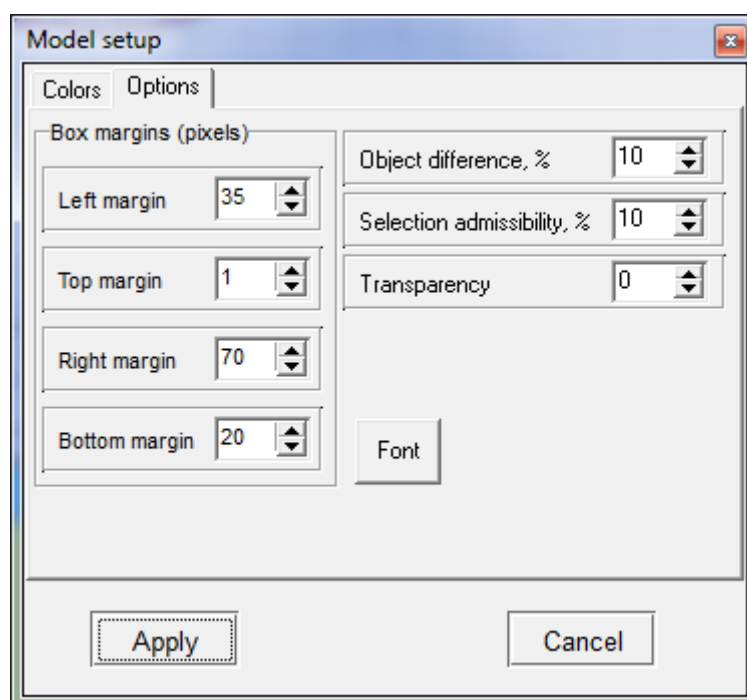 Model setup
Colors Options
Box margins (pixels)
Left margin 35
Top margin 1
Right margin 70
Bottom margin 20
Object difference, % 10
Selection admissibility, % 10
Transparency 0
Font
Apply Cancel